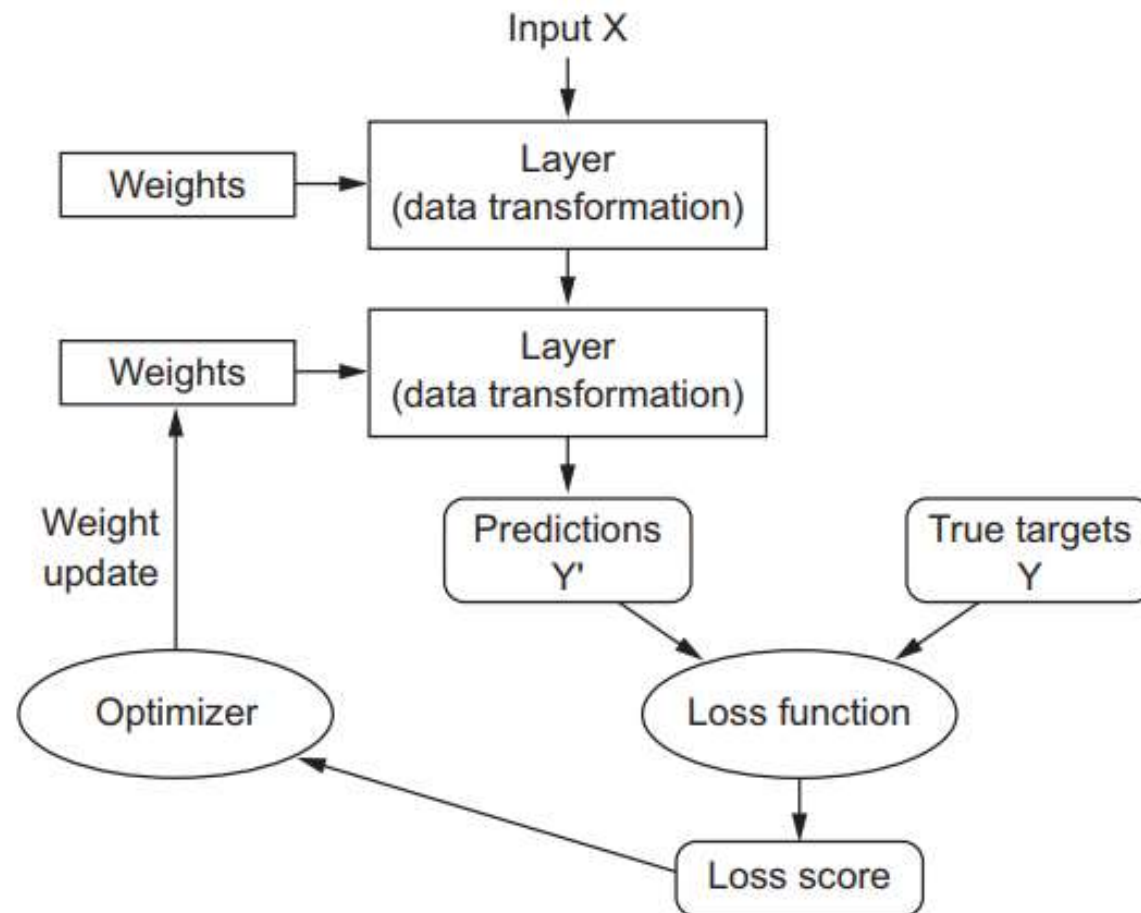 Input X
Weights
Layer
(data transformation)
Weights
Layer
(data transformation)
Weight
update
Predictions
Y'
True targets
Y
Optimizer
Loss function
Loss score